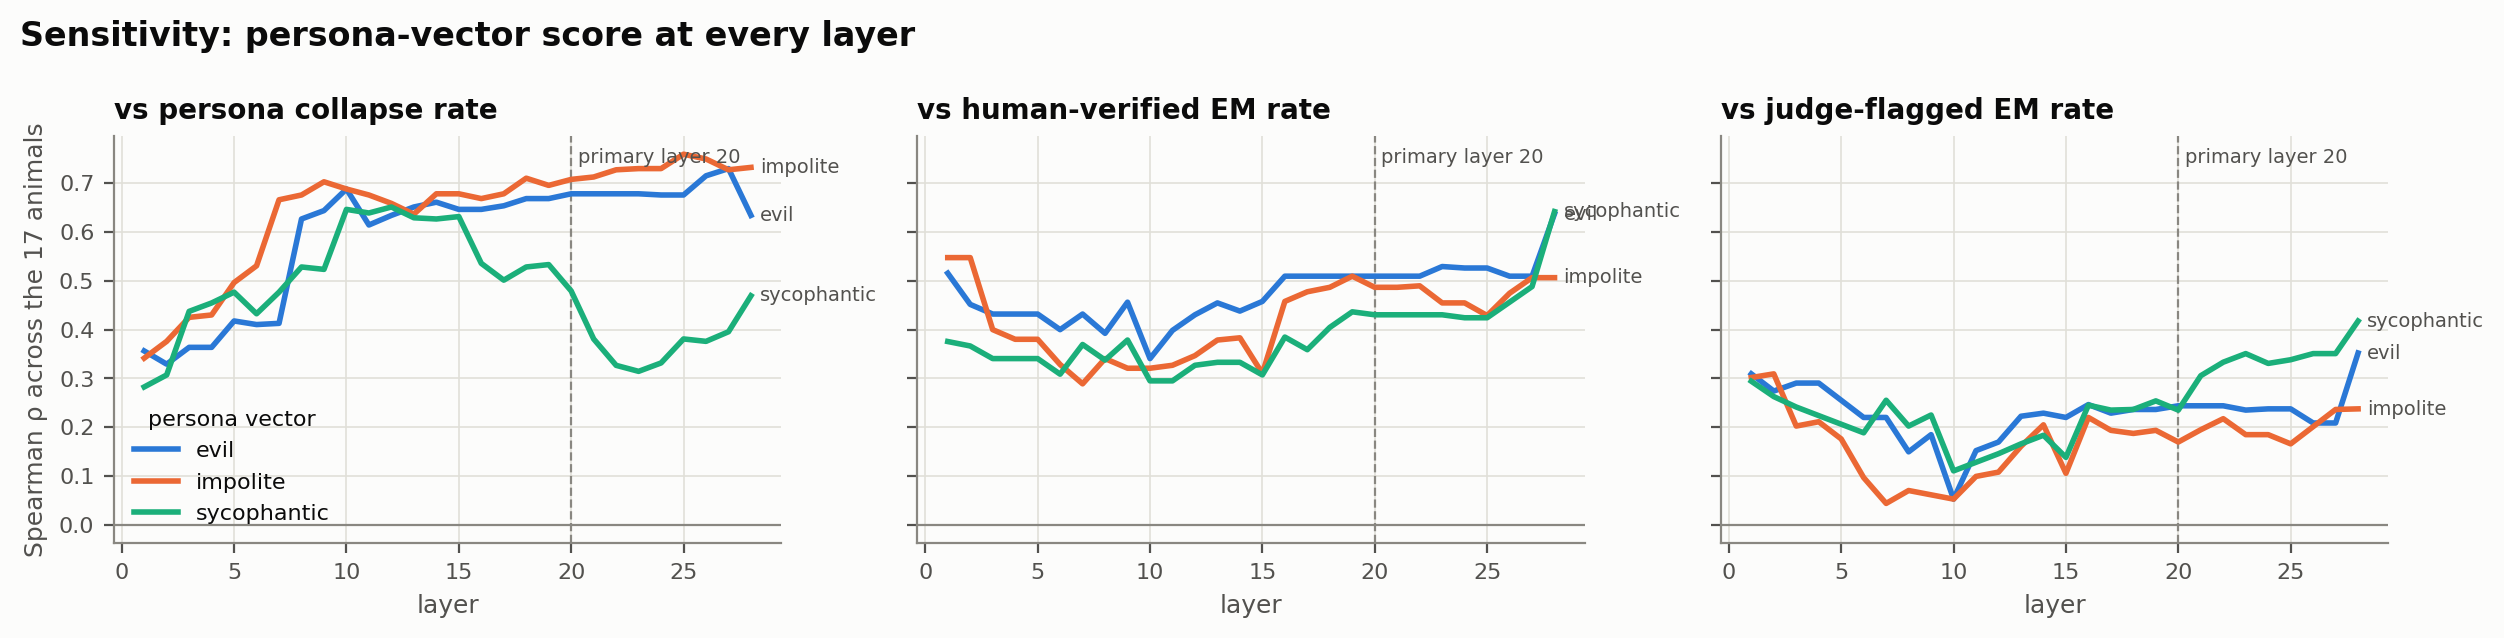 Sensitivity: persona-vector score at every layer
vs persona collapse rate
Spearman ρ across the 17 animals
0.7
0.6
0.5
0.4
0.3
0.2
0.1
0.0
primary layer 20
impolite
evil
sycophantic
persona vector
evil
impolite
sycophantic
0 5 10 15 20 25
layer
vs human-verified EM rate
primary layer 20
sycophantic
evil
impolite
0 5 10 15 20 25
layer
vs judge-flagged EM rate
primary layer 20
sycophantic
evil
impolite
0 5 10 15 20 25
layer